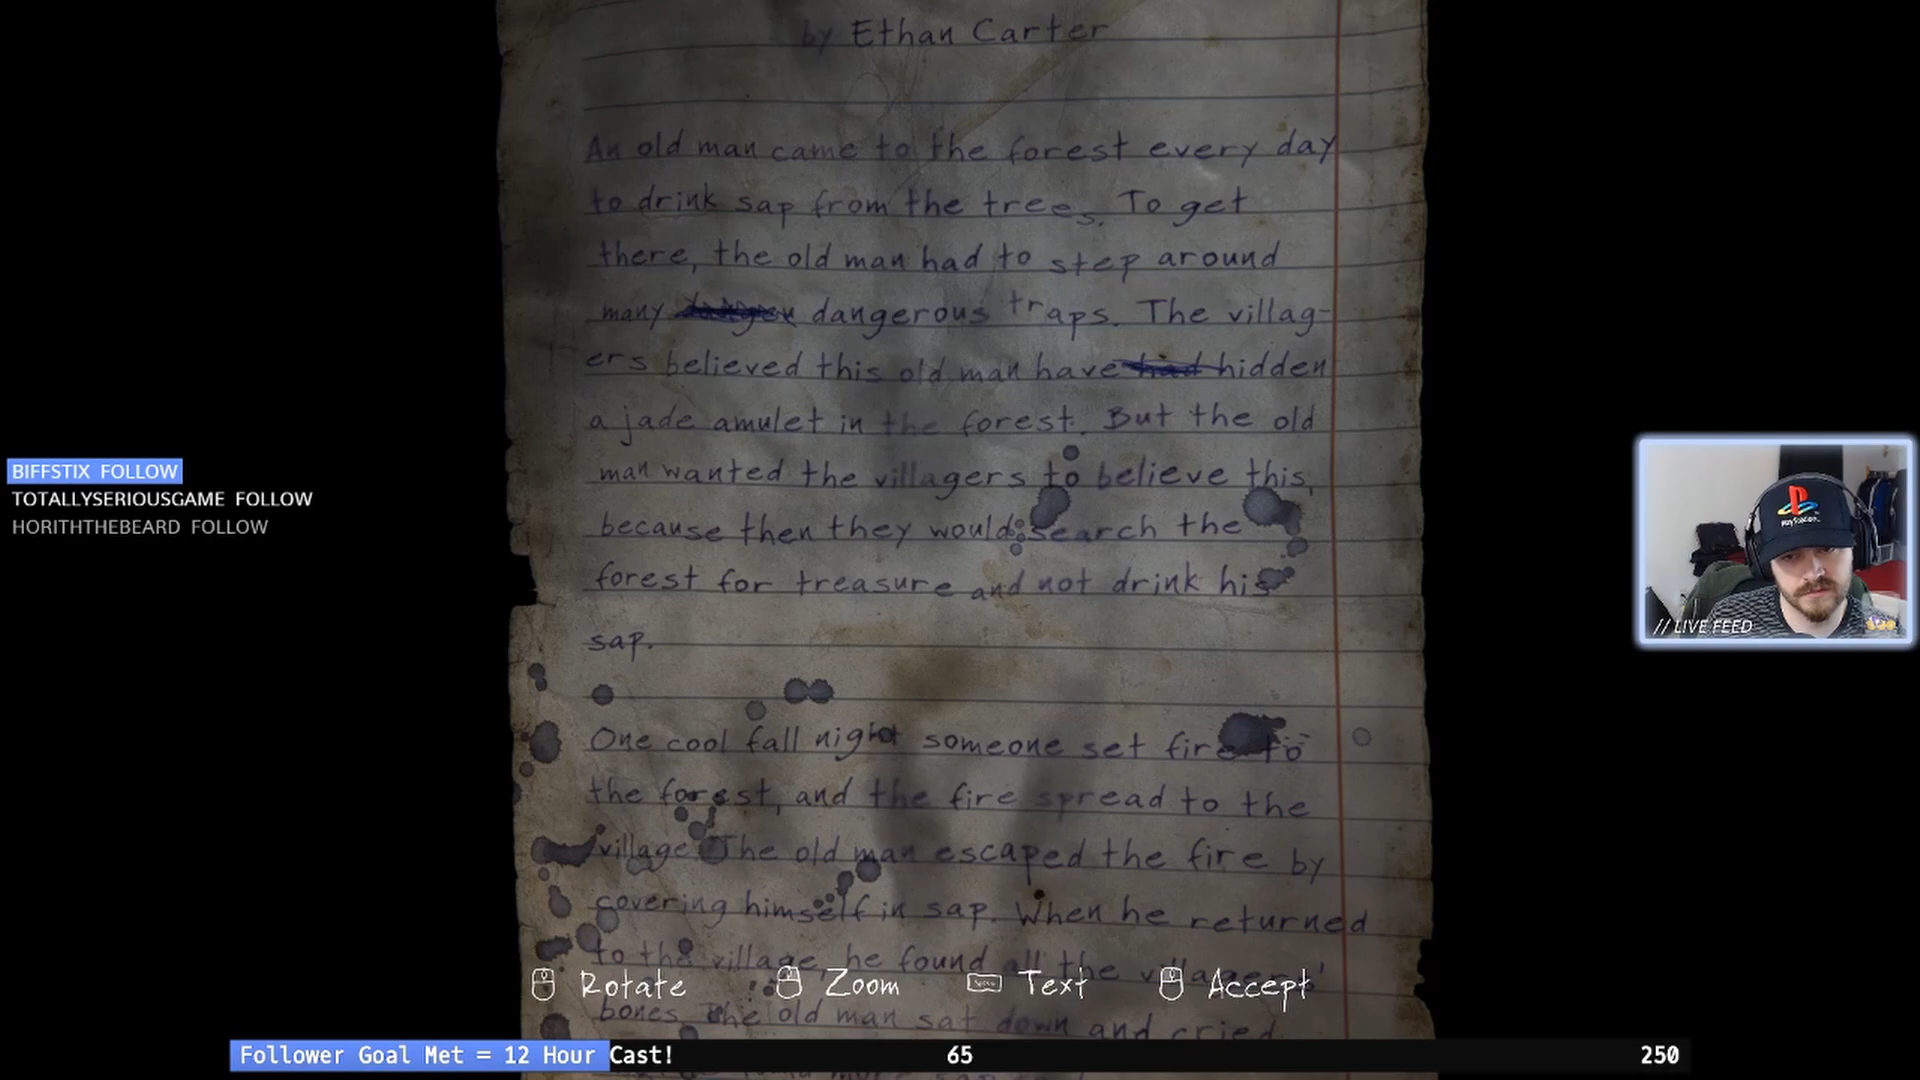 by Ethan Carter
An old man came to the forest every day
to drink sap from the trees. To get
there, the old man had to step around
many dangerous traps. The villag-
ers believed this old man have had hidden
a jade amulet in the forest. But the old
man wanted the villagers to believe this,
because then they would search the
forest for treasure and not drink his
sap.
One cool fall night someone set fire to
the forest, and the fire spread to the
village. The old man escaped the fire by
covering himself in sap. When he returned
to the village, he found all the villagers'
bones. The old man sat down and cried
BIFFSTIX FOLLOW
TOTALLYSERIOUSGAME FOLLOW
HORITHTHEBEARD FOLLOW
PlayStation
// LIVE FEED
Rotate Zoom Text Accept
Follower Goal Met = 12 Hour Cast! 65 250